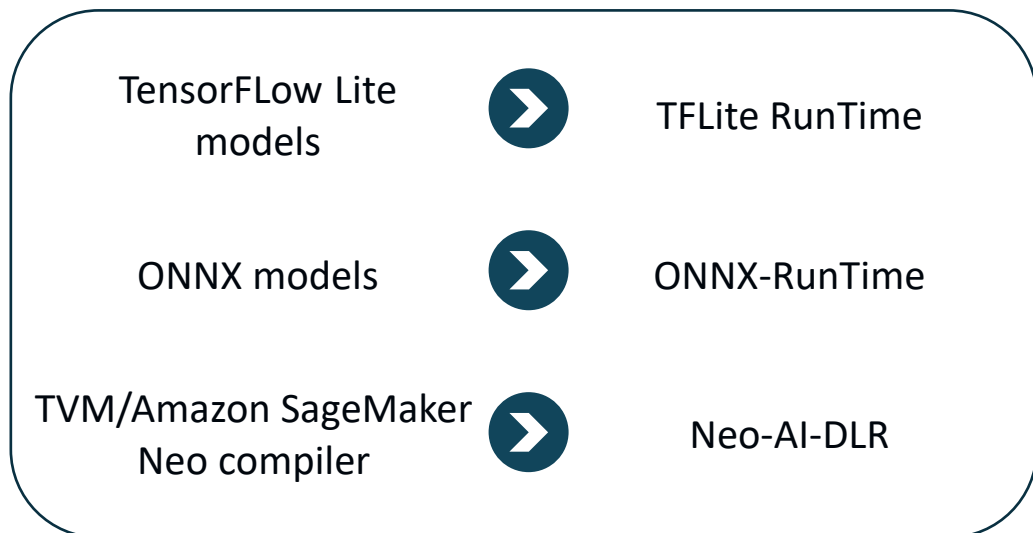 TensorFLow Lite
models
TFLite RunTime
ONNX models
ONNX-RunTime
TVM/Amazon SageMaker
Neo compiler
Neo-AI-DLR